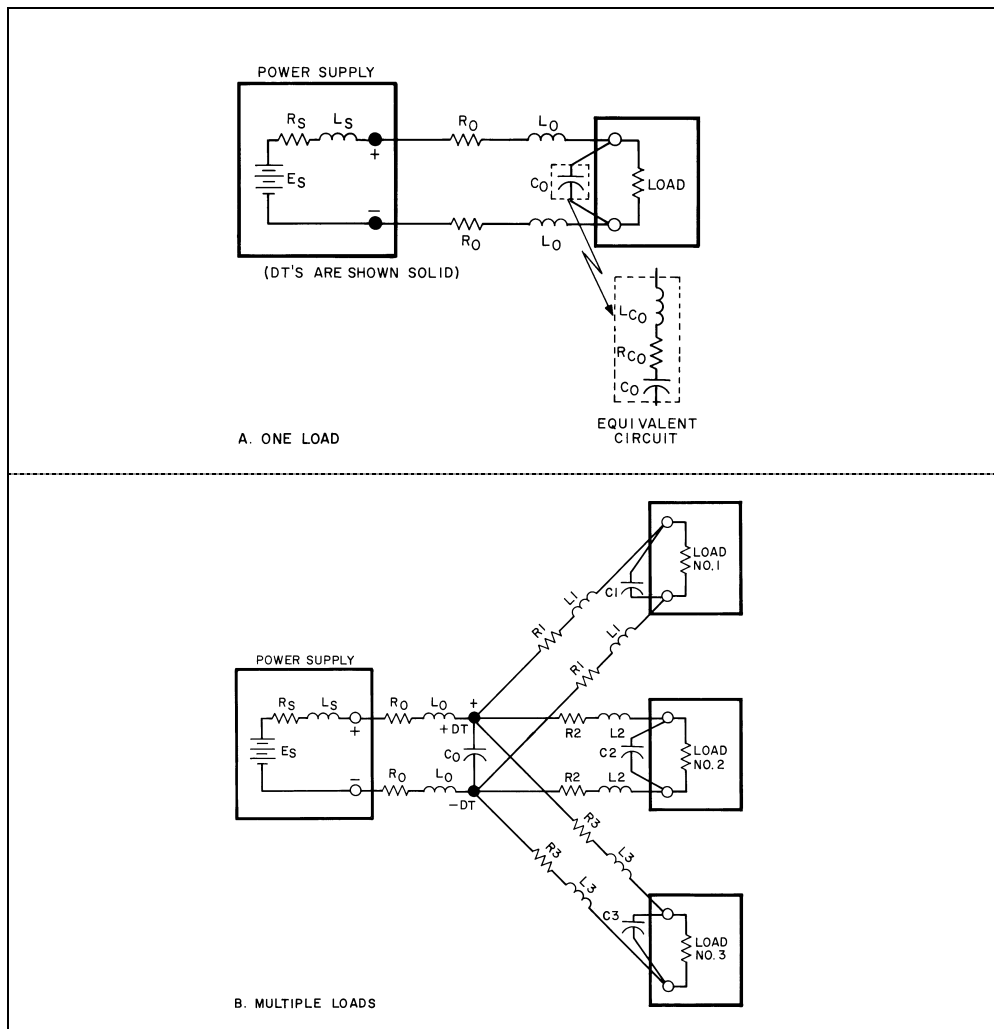 POWER SUPPLY
RS LS
RO LO
+
ES
CO
LOAD
−
RO LO
(DT'S ARE SHOWN SOLID)
LCO
RCO
CO
EQUIVALENT
CIRCUIT
A. ONE LOAD
LOAD
NO.1
C1
L1
R1
L1
R1
POWER SUPPLY
RS LS
RO LO
+
+
+DT
R2 L2
ES
CO
C2
LOAD
NO.2
−
RO LO
−DT
R2 L2
R3
L3
R3
L3
C3
LOAD
NO.3
B. MULTIPLE LOADS